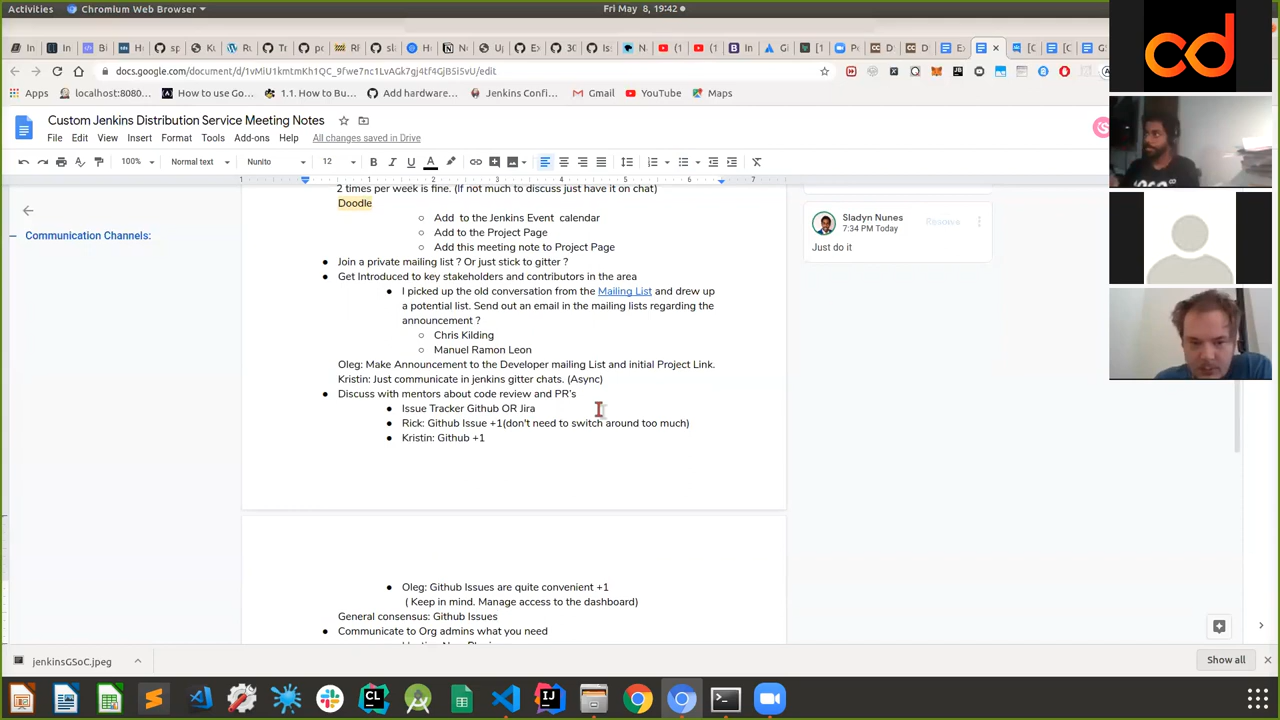 Activities
Chromium Web Browser
Fri May 8, 19:42
docs.google.com/document/d/1vMlU1kmtmKh1QC_9fwe7nc1LvAGk7gj4tf4GjB5i5vU/edit
Apps
localhost:8080...
How to use Go...
1.1. How to Bu...
Add hardware...
Jenkins Confi...
Gmail
YouTube
Maps
Custom Jenkins Distribution Service Meeting Notes
File Edit View Insert Format Tools Add-ons Help All changes saved in Drive
100% Normal text Nunito 12
2 times per week is fine. (If not much to discuss just have it on chat)
Doodle
Add to the Jenkins Event calendar
Add to the Project Page
Add this meeting note to Project Page
Join a private mailing list ? Or just stick to gitter ?
Get Introduced to key stakeholders and contributors in the area
I picked up the old conversation from the Mailing List and drew up
a potential list. Send out an email in the mailing lists regarding the
announcement ?
Chris Kilding
Manuel Ramon Leon
Oleg: Make Announcement to the Developer mailing List and initial Project Link.
Kristin: Just communicate in jenkins gitter chats. (Async)
Discuss with mentors about code review and PR's
Issue Tracker Github OR Jira
Rick: Github Issue +1(don't need to switch around too much)
Kristin: Github +1
Oleg: Github Issues are quite convenient +1
( Keep in mind. Manage access to the dashboard)
General consensus: Github Issues
Communicate to Org admins what you need
Communication Channels:
Sladyn Nunes
7:34 PM Today
Resolve
Just do it
cd
jenkinsGSoC.jpeg
Show all